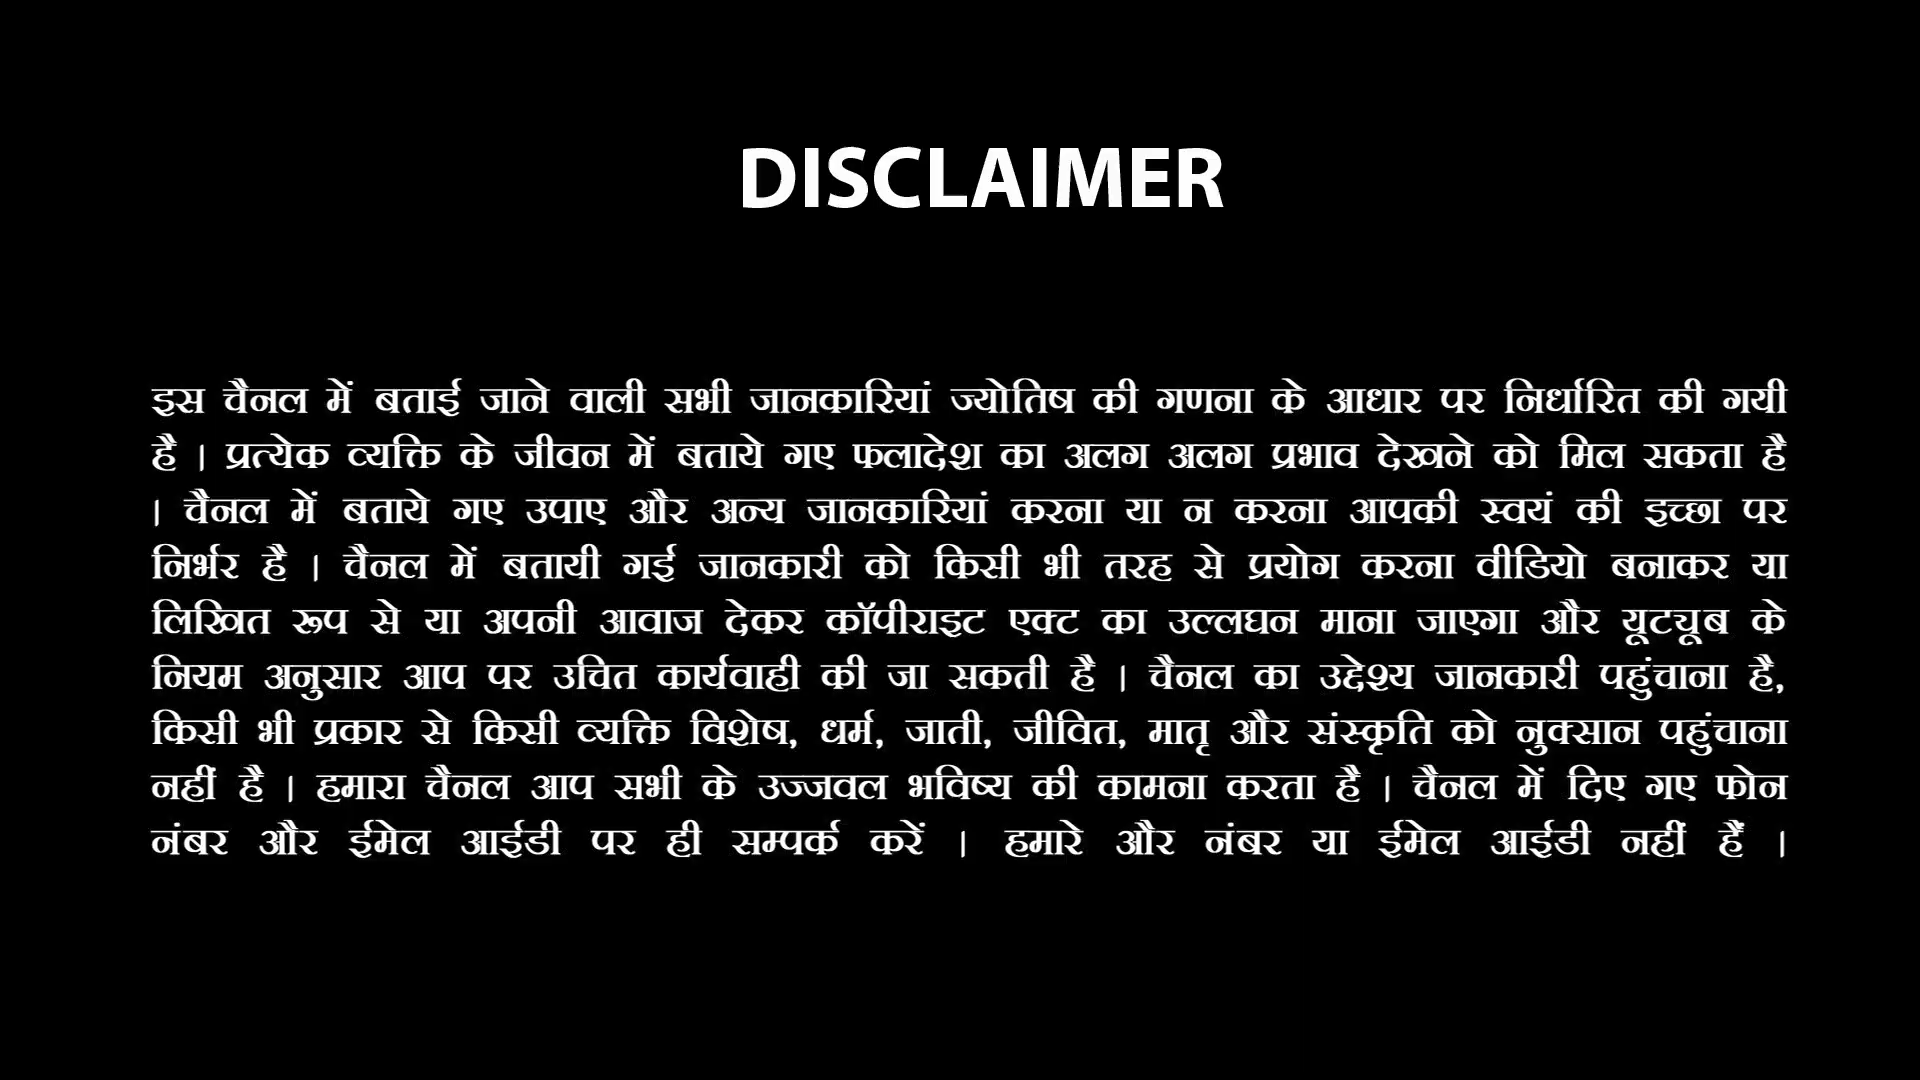 DISCLAIMER
इस चैनल में बताई जाने वाली सभी जानकारियां ज्योतिष की गणना के आधार पर निर्धारित की गयी
है । प्रत्येक व्यक्ति के जीवन में बताये गए फलादेश का अलग अलग प्रभाव देखने को मिल सकता है
। चैनल में बताये गए उपाए और अन्य जानकारियां करना या न करना आपकी स्वयं की इच्छा पर
निर्भर है । चैनल में बतायी गई जानकारी को किसी भी तरह से प्रयोग करना वीडियो बनाकर या
लिखित रूप से या अपनी आवाज देकर कॉपीराइट एक्ट का उल्लघन माना जाएगा और यूटच्यूब के
नियम अनुसार आप पर उचित कार्यवाही की जा सकती है । चैनल का उद्देश्य जानकारी पहुंचाना है,
किसी भी प्रकार से किसी व्यक्ति विशेष, धर्म, जाती, जीवित, मातृ और संस्कृति को नुक्सान पहुंचाना
नहीं है । हमारा चैनल आप सभी के उज्जवल भविष्य की कामना करता है । चैनल में दिए गए फोन
नंबर और ईमेल आईडी पर ही सम्पर्क करें । हमारे और नंबर या ईमेल आईडी नहीं हैं ।